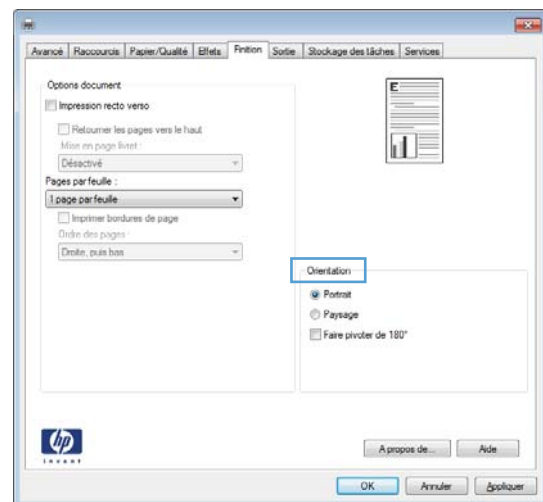 Avancé Raccourcis Papier/Qualité Effets Finition Sortie Stockage des tâches Services
Options document
Impression recto verso
Retourner les pages vers le haut
Mise en page livret :
Désactivé
Pages par feuille :
1 page par feuille
Imprimer bordures de page
Ordre des pages :
Droite, puis bas
E
Orientation
Portrait
Paysage
Faire pivoter de 180°
hp
invent
A propos de... Aide
OK Annuler Appliquer